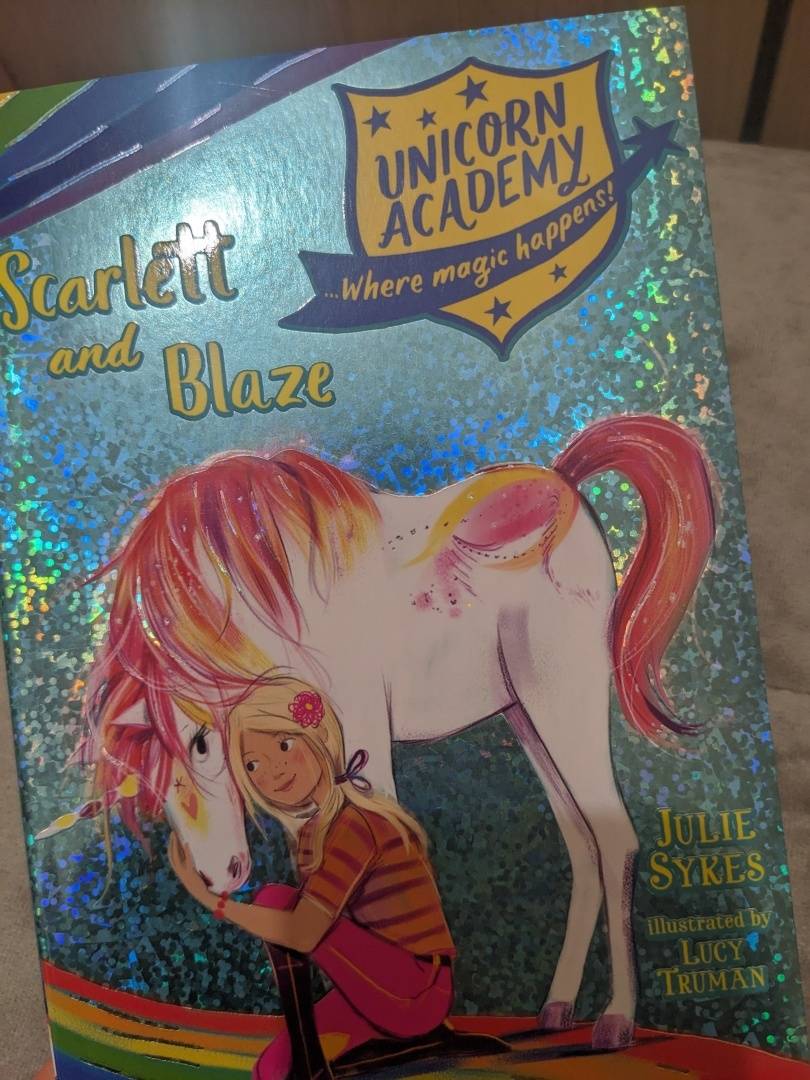 UNICORN
ACADEMY
...Where magic happens!
Scarlett
and Blaze
JULIE
SYKES
illustrated by
LUCY
TRUMAN